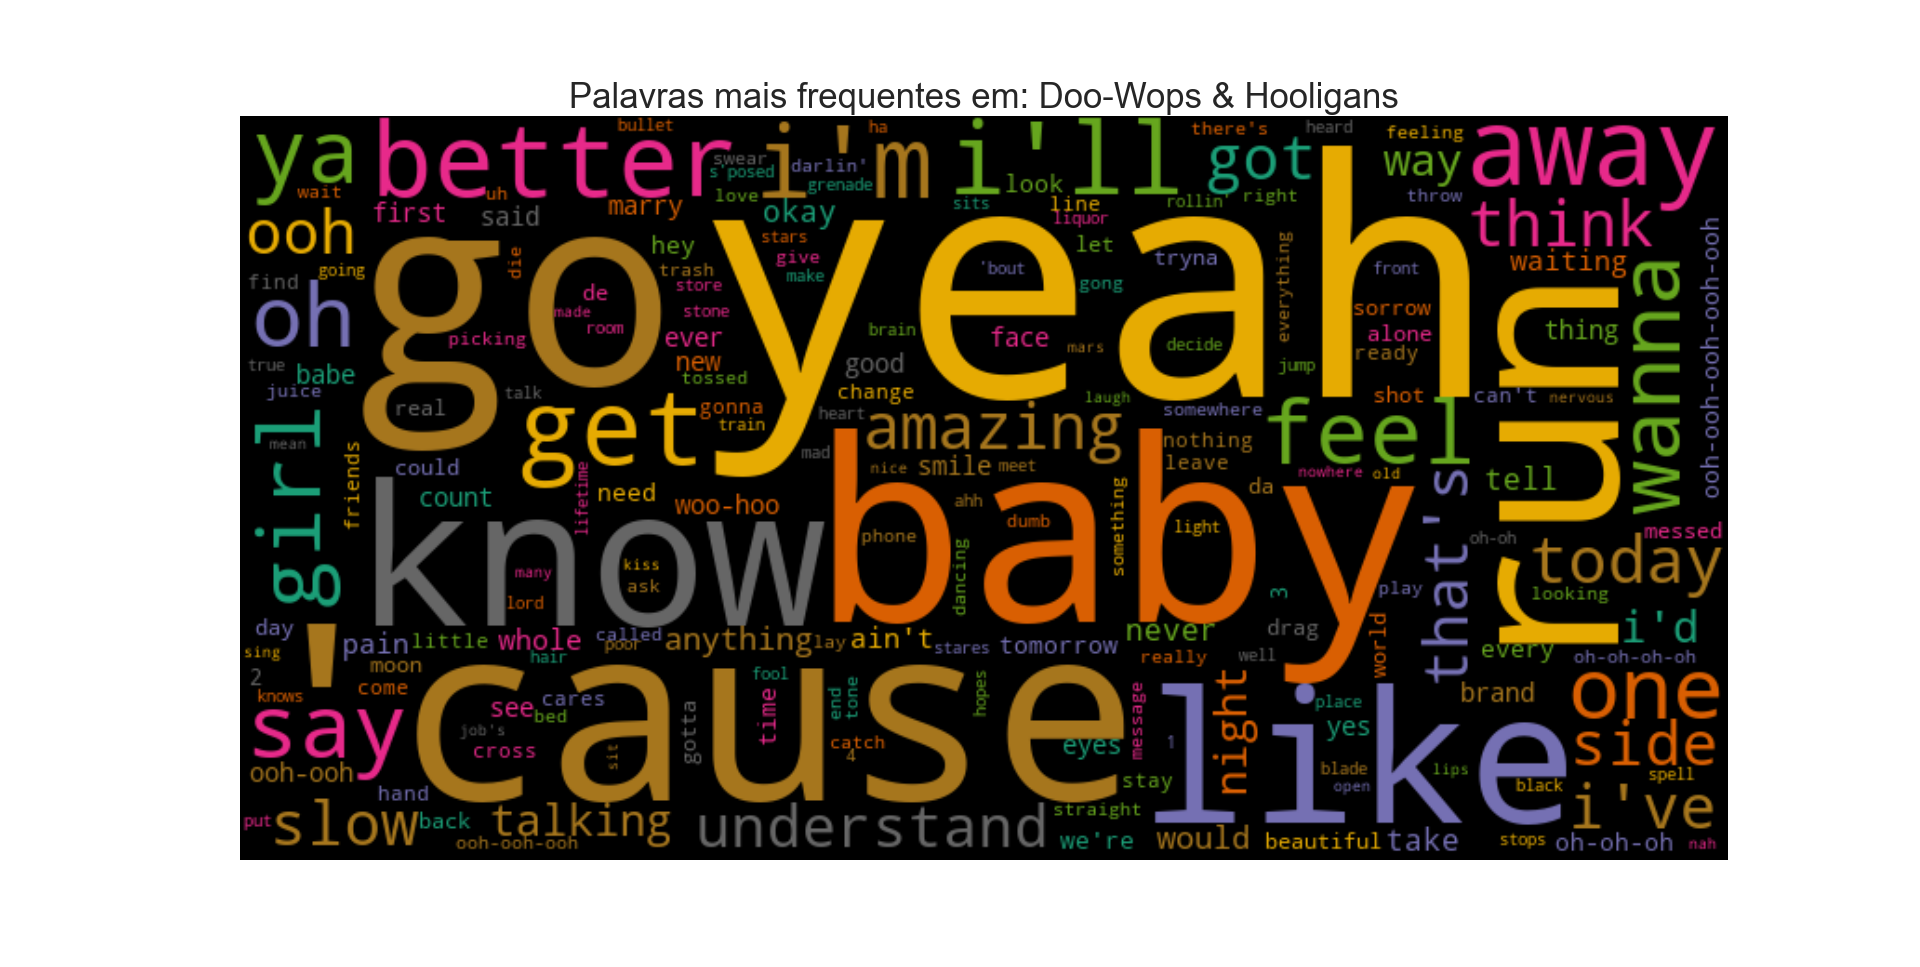 Palavras mais frequentes em: Doo-Wops & Hooligans
ya better i'm i'll got way away
bullet ha there's heard feeling
swear s'posed darlin' grenade love look
wait uh sits rollin' right throw
first said marry okay line liquor think
ooh hey stars let tryna waiting
find going die trash give make 'bout gong everything front
go yeah run wanna ooh-ooh-ooh-ooh-ooh
oh de made room store stone sorrow thing
picking ever brain face mars decide alone
true babe new tossed good ready jump
juice real talk change laugh shot can't nervous
get gonna train heart amazing somewhere feel
girl mean friends could mad nothing leave nowhere old
count lifetime need nice smile meet da that's tell
know woo-hoo baby ahh dumb something light oh-oh messed
phone dancing today
many kiss ask lord 3 play looking
day pain little whole called poor anything lay ain't stares tomorrow never drag world i'd
sing moon hair really well every oh-oh-oh-oh
2 knows come 'cause fool hopes
say see bed cares time end tone message night place brand one
job's cross sit gotta catch 4 eyes 1 like yes side
ooh-ooh stay blade open lips black spell
hand straight i've
put slow back talking understand we're would beautiful take stops oh-oh-oh nah
ooh-ooh-ooh